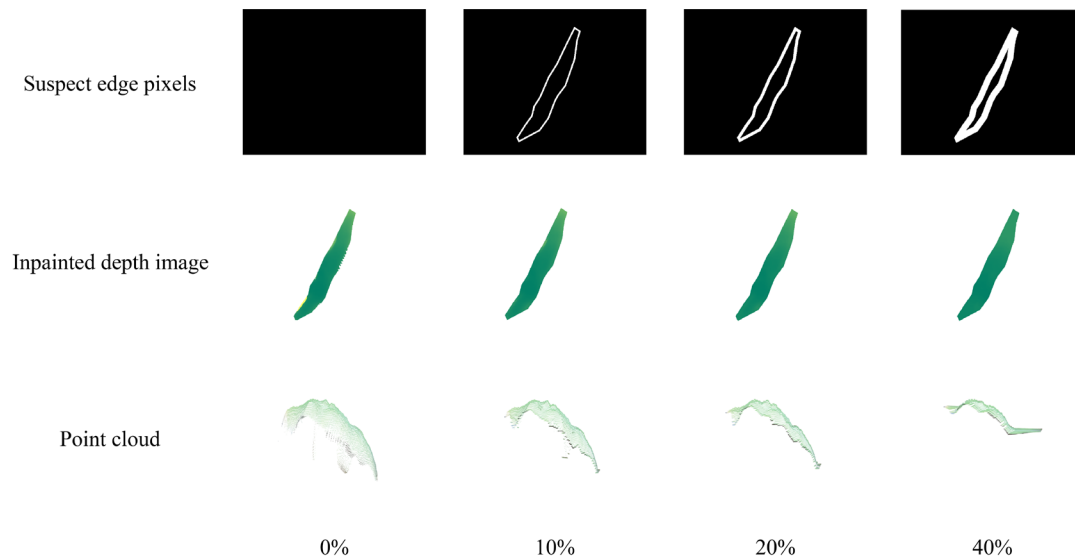 Suspect edge pixels
Inpainted depth image
Point cloud
0%
10%
20%
40%